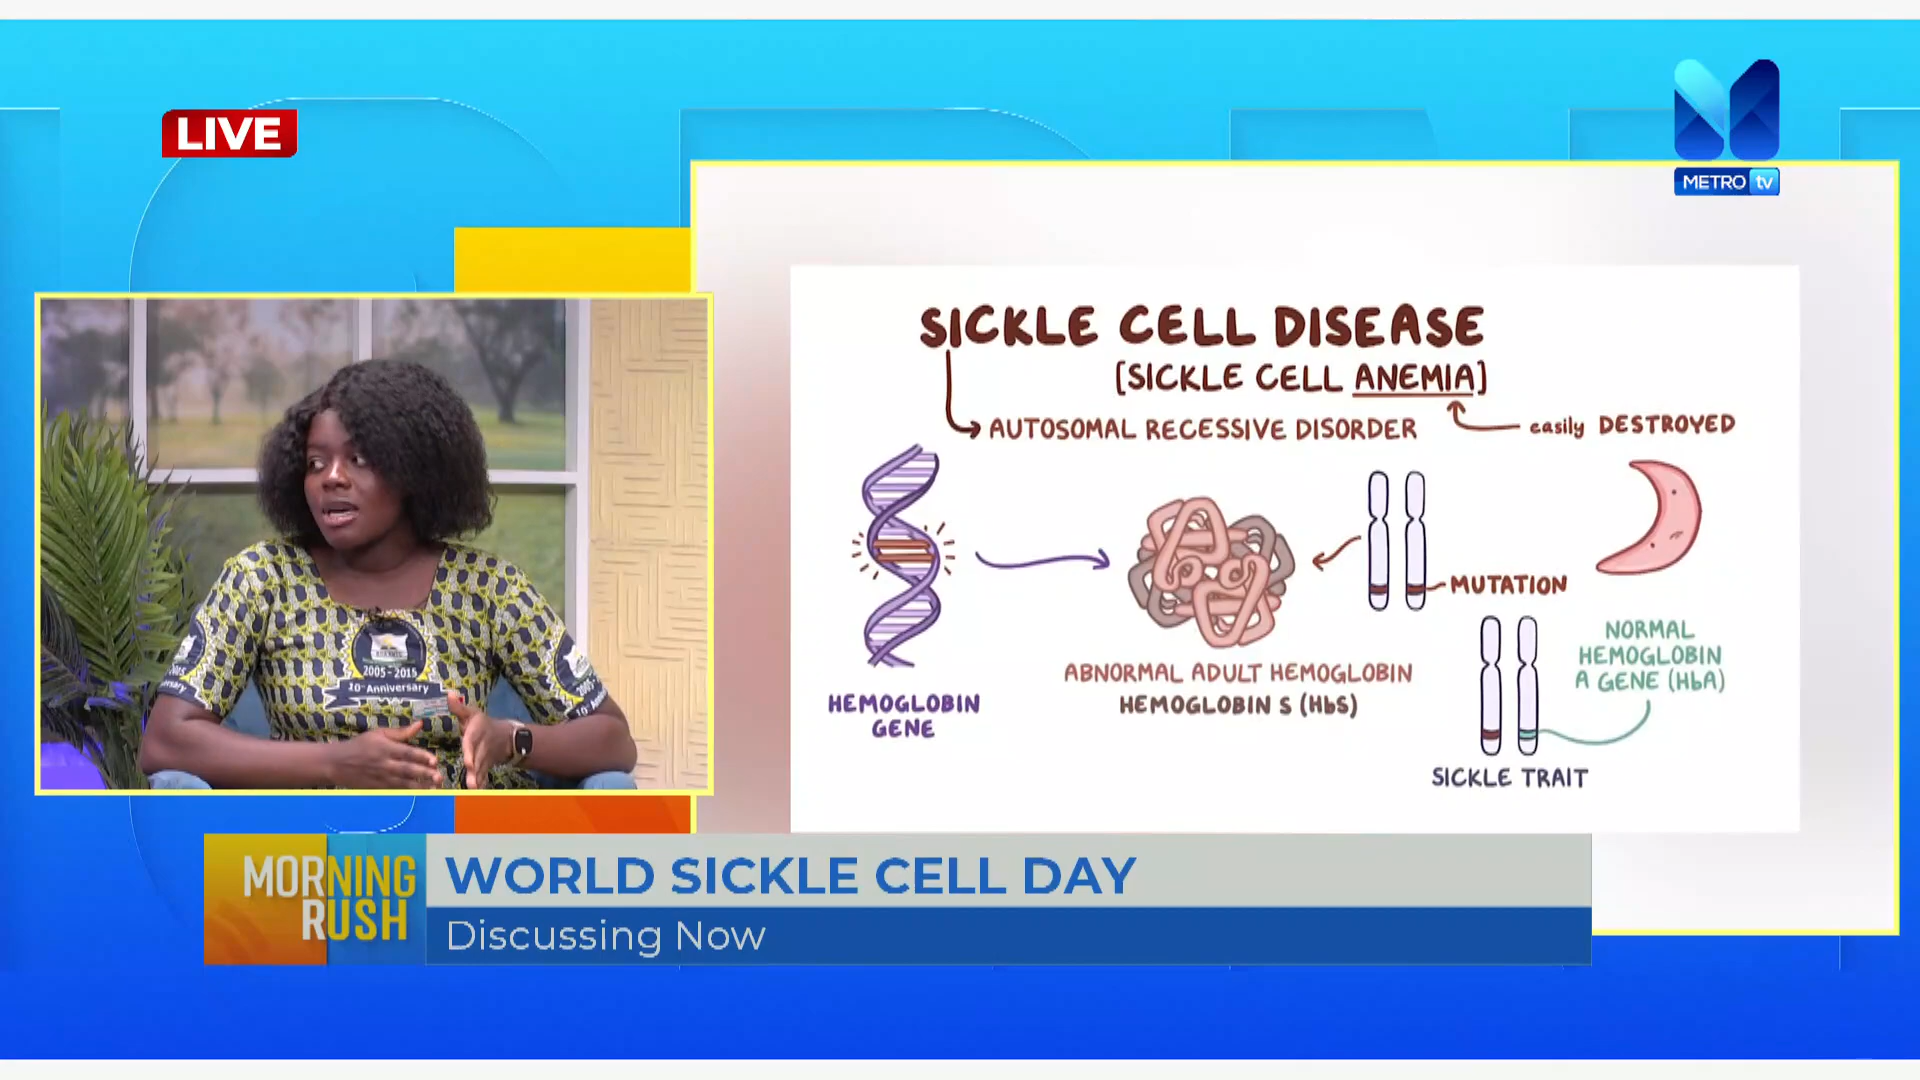 LIVE
METRO tv
SICKLE CELL DISEASE
[SICKLE CELL ANEMIA]
AUTOSOMAL RECESSIVE DISORDER
easily DESTROYED
MUTATION
NORMAL
HEMOGLOBIN
A GENE (HbA)
ABNORMAL ADULT HEMOGLOBIN
HEMOGLOBIN S (HbS)
HEMOGLOBIN
GENE
SICKLE TRAIT
2005-2015
10th Anniversary
MORNING
RUSH
WORLD SICKLE CELL DAY
Discussing Now